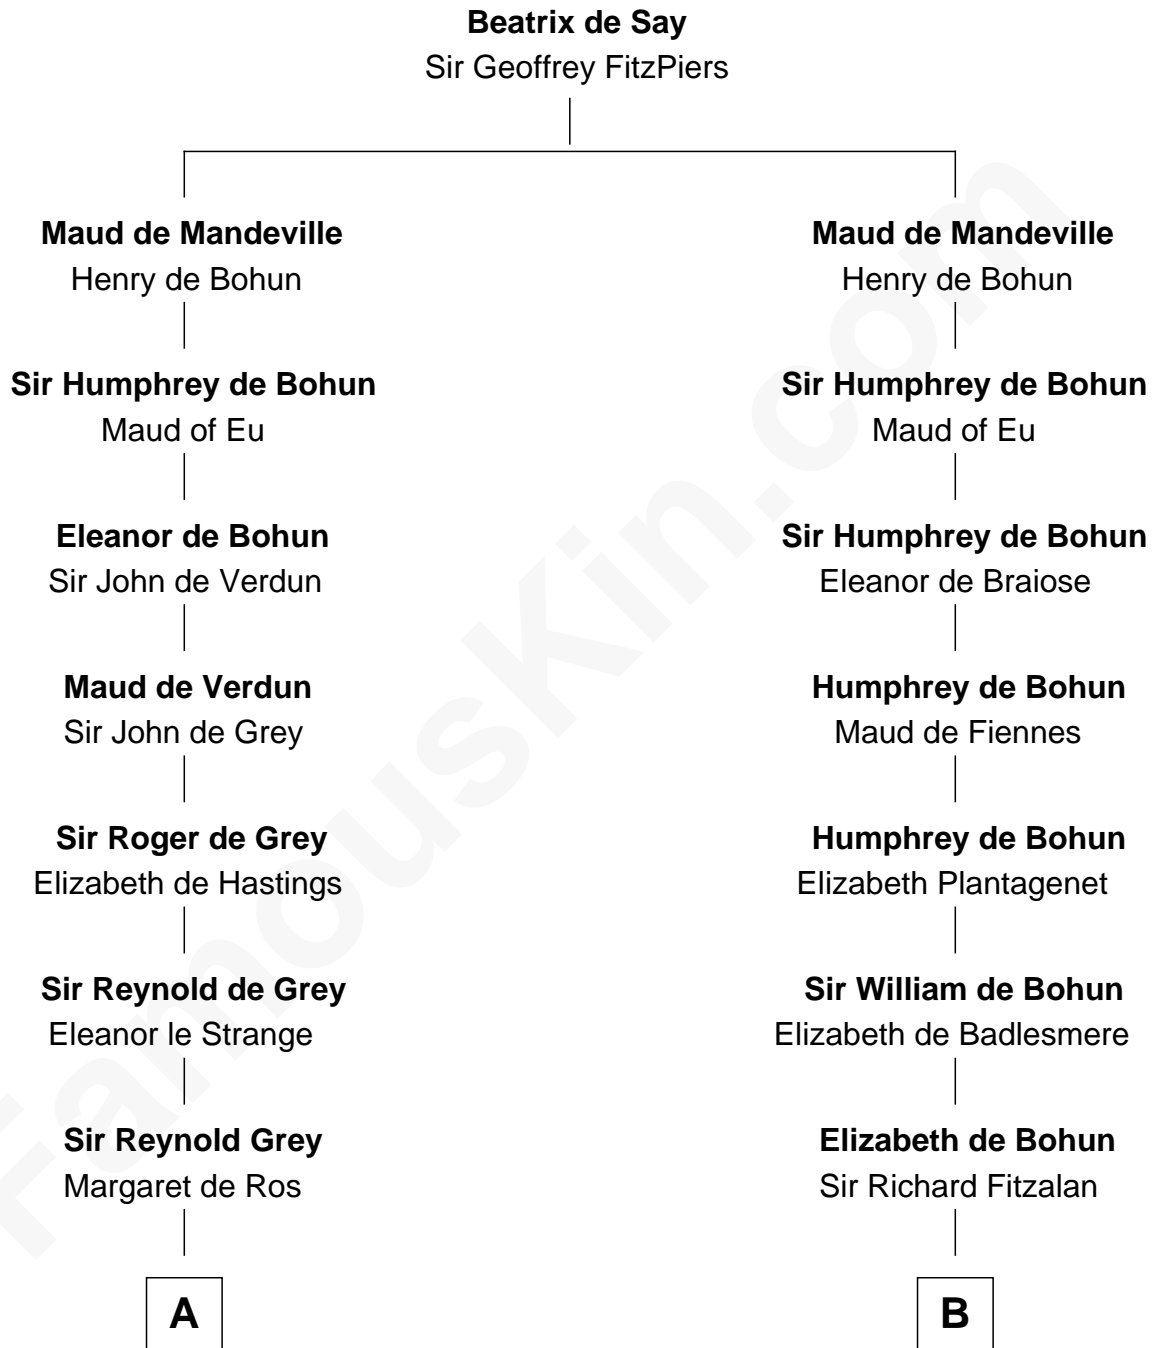 Beatrix de Say
Sir Geoffrey FitzPiers
Maud de Mandeville
Henry de Bohun
Sir Humphrey de Bohun
Maud of Eu
Eleanor de Bohun
Sir John de Verdun
Maud de Verdun
Sir John de Grey
Sir Roger de Grey
Elizabeth de Hastings
Sir Reynold de Grey
Eleanor le Strange
Sir Reynold Grey
Margaret de Ros
A
Maud de Mandeville
Henry de Bohun
Sir Humphrey de Bohun
Maud of Eu
Sir Humphrey de Bohun
Eleanor de Braiose
Humphrey de Bohun
Maud de Fiennes
Humphrey de Bohun
Elizabeth Plantagenet
Sir William de Bohun
Elizabeth de Badlesmere
Elizabeth de Bohun
Sir Richard Fitzalan
B
FamousKin.com